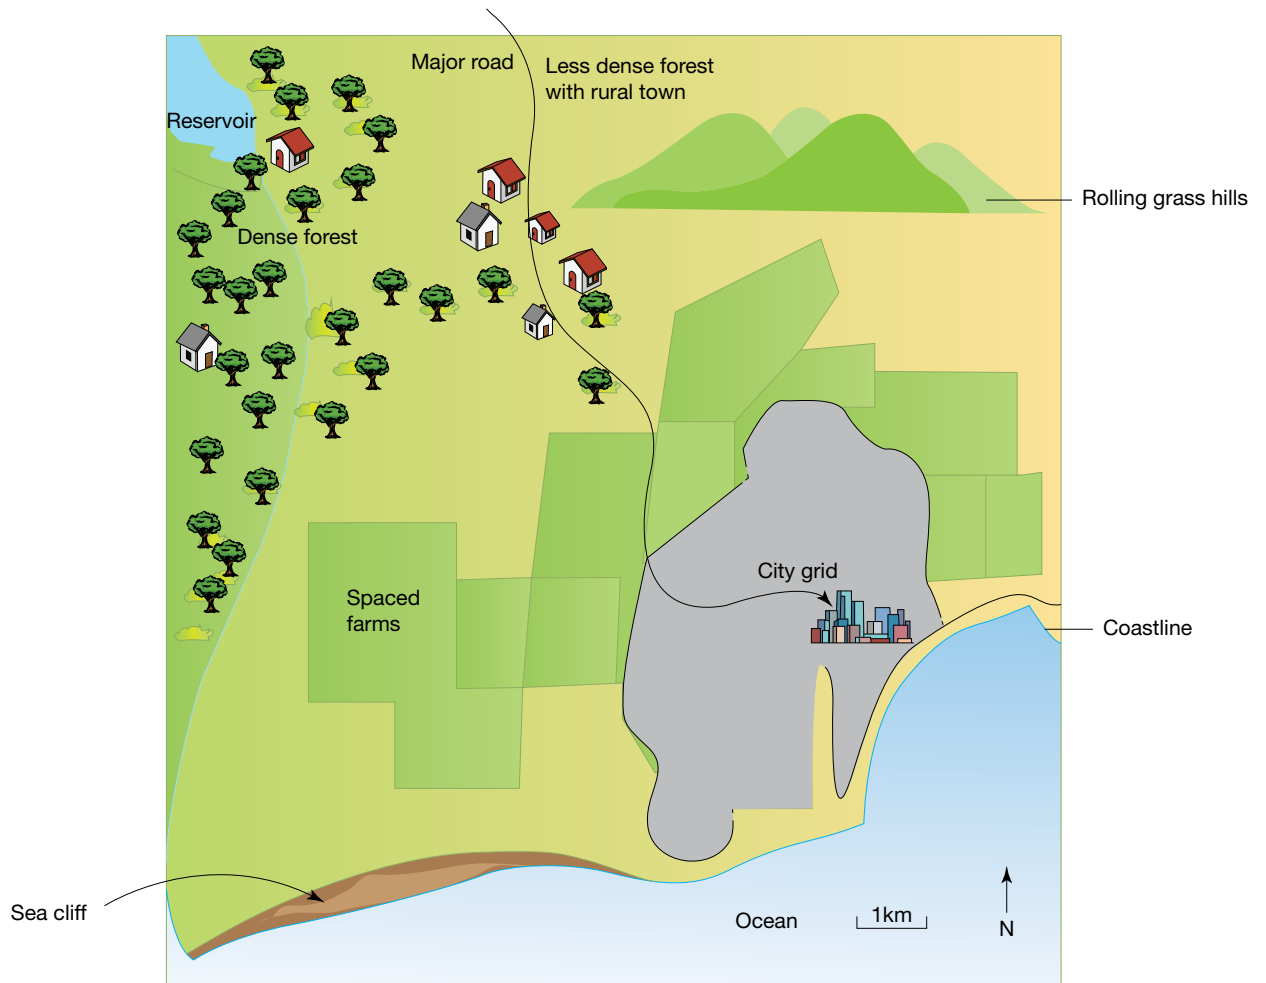 Major road
Less dense forest
with rural town
Reservoir
Rolling grass hills
Dense forest
City grid
Spaced
farms
Coastline
Sea cliff
Ocean
1km
N